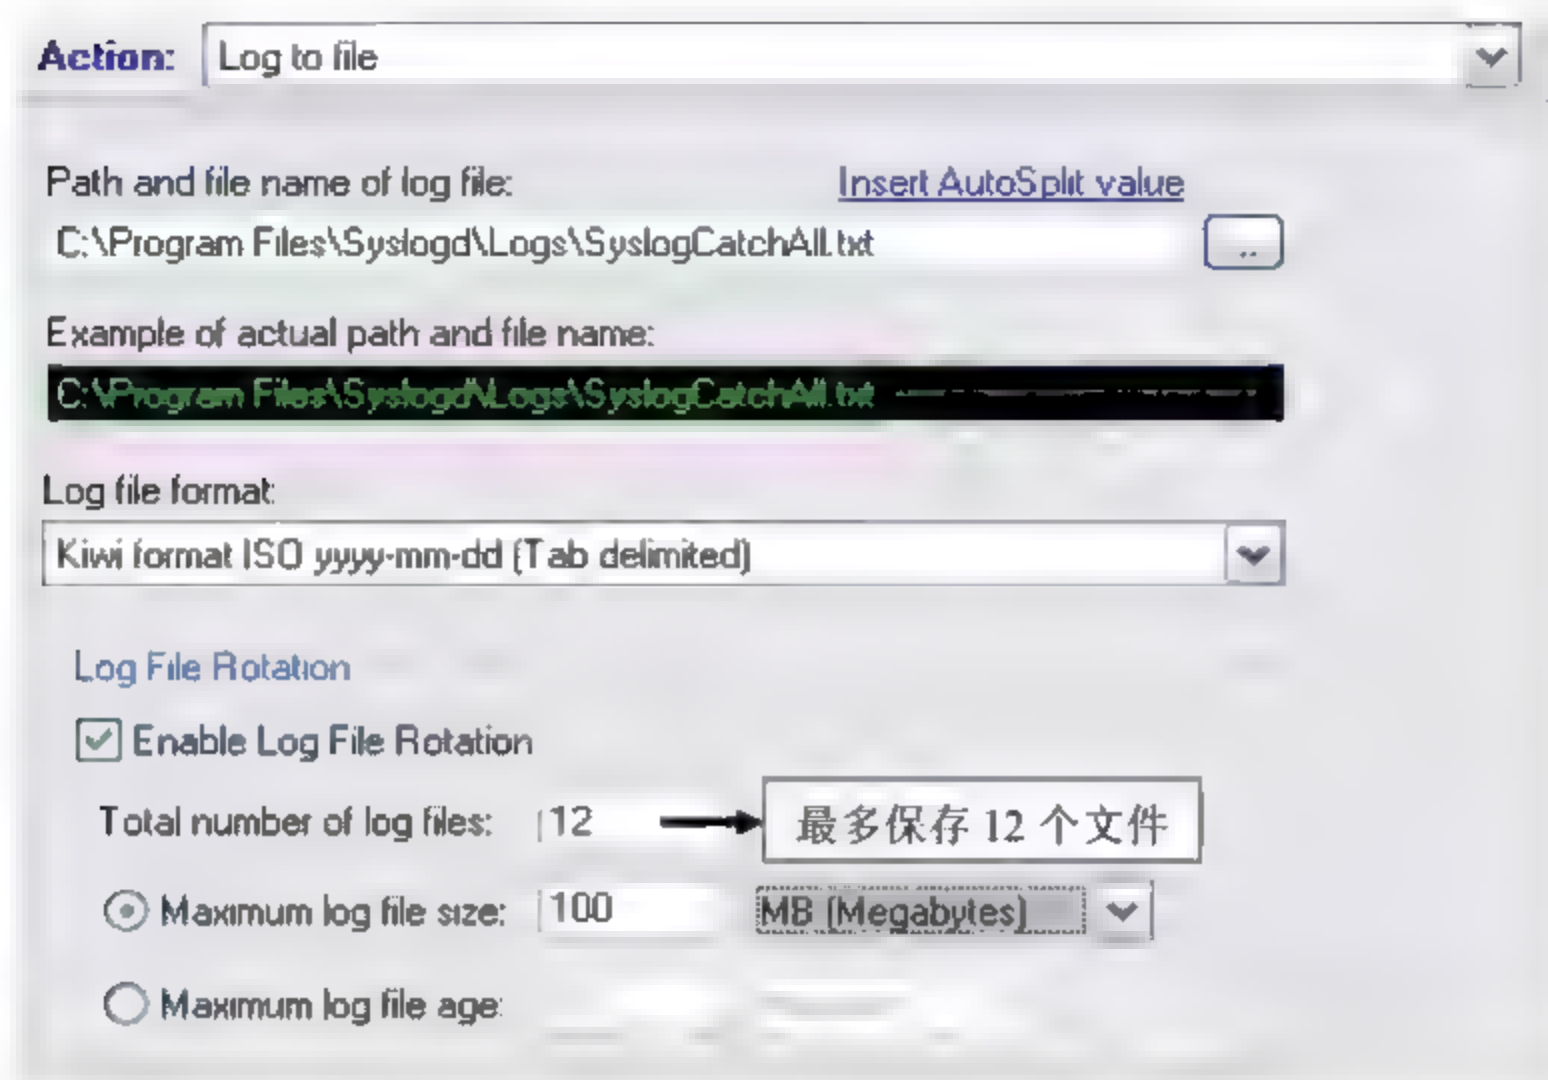 Action: Log to file
Path and file name of log file: Insert AutoSplit value
C:\Program Files\Syslogd\Logs\SyslogCatchAll.txt ..
Example of actual path and file name:
C:\Program Files\Syslogd\Logs\SyslogCatchAll.txt
Log file format:
Kiwi format ISO yyyy-mm-dd (Tab delimited)
Log File Rotation
Enable Log File Rotation
Total number of log files: 12 最多保存 12 个文件
Maximum log file size: 100 MB (Megabytes)
Maximum log file age: